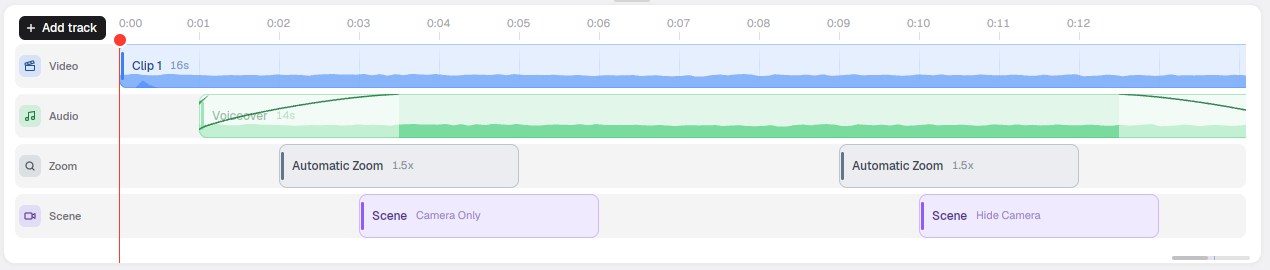 + Add track
0:00 0:01 0:02 0:03 0:04 0:05 0:06 0:07 0:08 0:09 0:10 0:11 0:12
Video Clip 1 16s
Audio Voiceover 14s
Zoom Automatic Zoom 1.5x Automatic Zoom 1.5x
Scene Scene Camera Only Scene Hide Camera